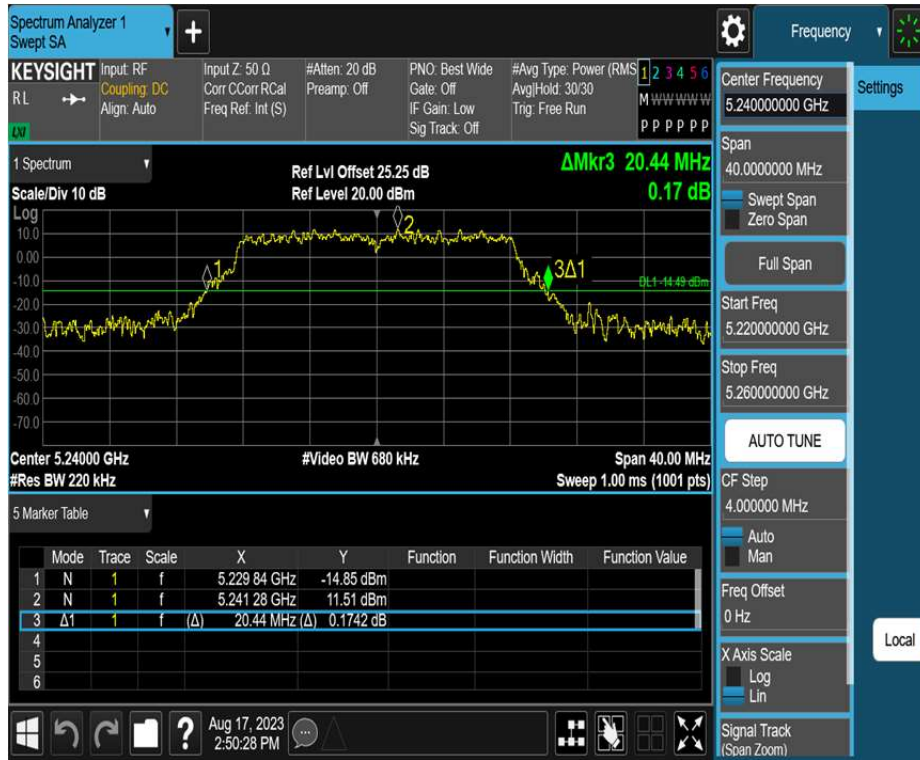 Spectrum Analyzer 1
Swept SA
Frequency
KEYSIGHT
RL
LXI
Input: RF
Coupling: DC
Align: Auto
Input Z: 50 Ω
Corr CCorr RCal
Freq Ref: Int (S)
#Atten: 20 dB
Preamp: Off
PNO: Best Wide
Gate: Off
IF Gain: Low
Sig Track: Off
#Avg Type: Power (RMS
Avg|Hold: 30/30
Trig: Free Run
1 2 3 4 5 6
M W W W W W
P P P P P P
1 Spectrum
Scale/Div 10 dB
Ref Lvl Offset 25.25 dB
Ref Level 20.00 dBm
ΔMkr3 20.44 MHz
0.17 dB
Log
10.0
0.00
-10.0
-20.0
-30.0
-40.0
-50.0
-60.0
-70.0
1
2
3Δ1
DL1 -14.49 dBm
Center 5.24000 GHz
#Video BW 680 kHz
Span 40.00 MHz
#Res BW 220 kHz
Sweep 1.00 ms (1001 pts)
5 Marker Table
Mode Trace Scale X Y Function Function Width Function Value
1 N 1 f 5.229 84 GHz -14.85 dBm
2 N 1 f 5.241 28 GHz 11.51 dBm
3 Δ1 1 f (Δ) 20.44 MHz (Δ) 0.1742 dB
4
5
6
?
Aug 17, 2023
2:50:28 PM
Center Frequency
5.240000000 GHz
Settings
Span
40.0000000 MHz
Swept Span
Zero Span
Full Span
Start Freq
5.220000000 GHz
Stop Freq
5.260000000 GHz
AUTO TUNE
CF Step
4.000000 MHz
Auto
Man
Freq Offset
0 Hz
X Axis Scale
Log
Lin
Local
Signal Track
(Span Zoom)